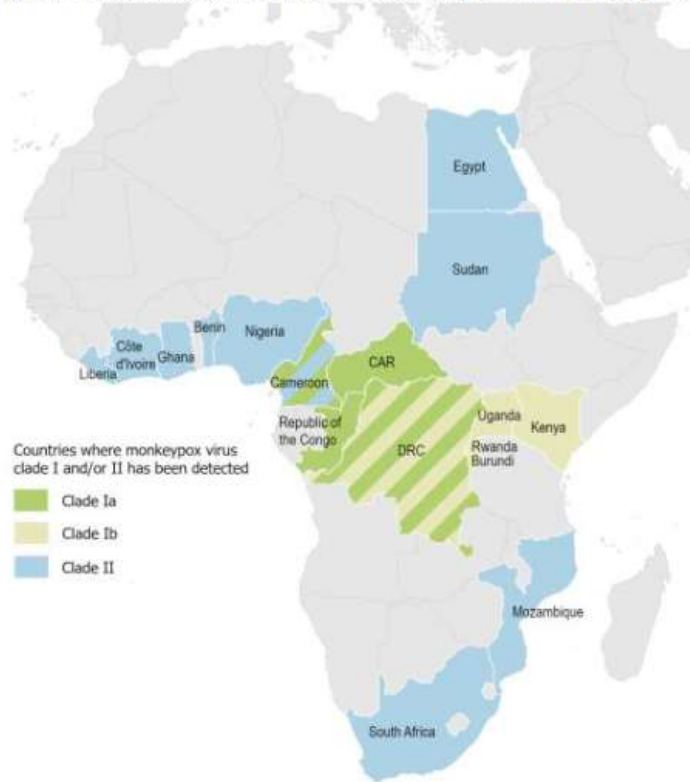 Egypt
Sudan
Benin
Nigeria
Côte
d'Ivoire
Ghana
Liberia
Cameroon
CAR
Republic of
the Congo
DRC
Uganda
Kenya
Rwanda
Burundi
Countries where monkeypox virus
clade I and/or II has been detected
Clade Ia
Clade Ib
Clade II
Mozambique
South Africa